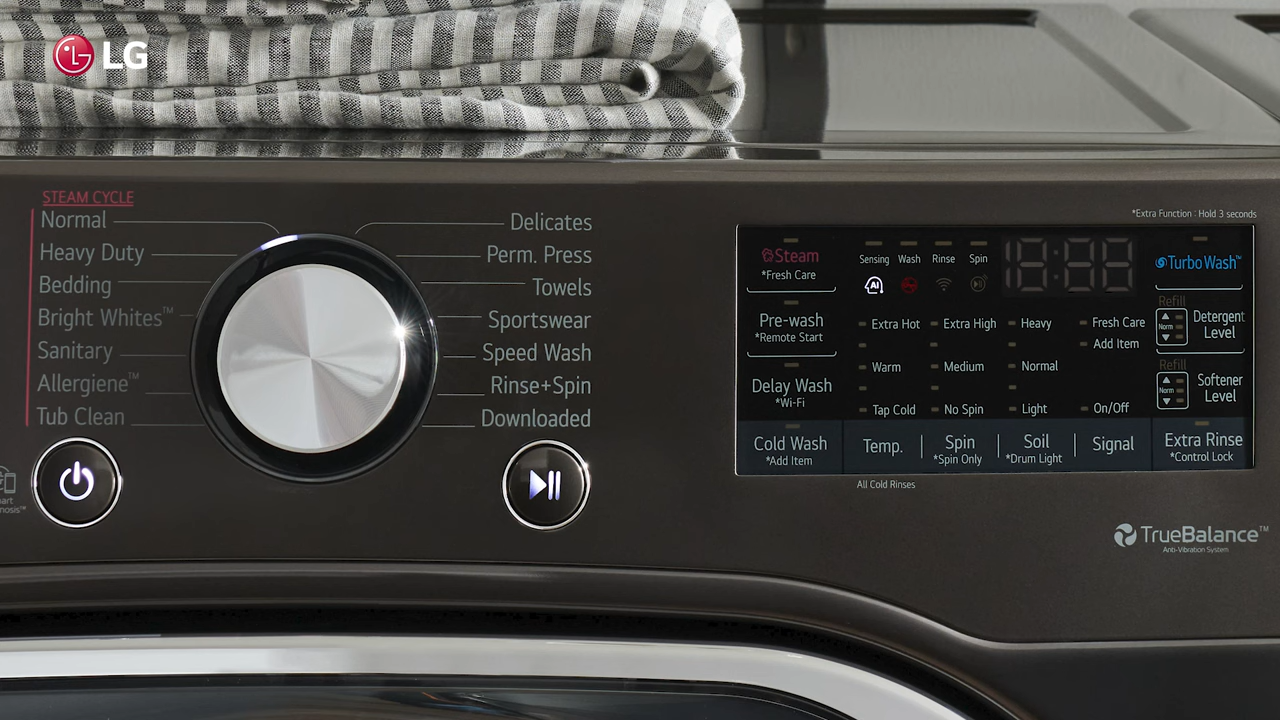 LG
STEAM CYCLE
Normal
Heavy Duty
Bedding
Bright Whites™
Sanitary
Allergiene™
Tub Clean
Delicates
Perm. Press
Towels
Sportswear
Speed Wash
Rinse+Spin
Downloaded
*Extra Function : Hold 3 seconds
Steam
*Fresh Care
Pre-wash
*Remote Start
Delay Wash
*Wi-Fi
Cold Wash
*Add Item
Sensing Wash Rinse Spin
AI
18:88
Extra Hot Extra High Heavy Fresh Care
Add Item
Warm Medium Normal
Tap Cold No Spin Light On/Off
Temp.
Spin
*Spin Only
Soil
*Drum Light
Signal
TurboWash™
Refill
Norm
Detergent
Level
Refill
Norm
Softener
Level
Extra Rinse
*Control Lock
All Cold Rinses
TrueBalance™
Anti-Vibration System